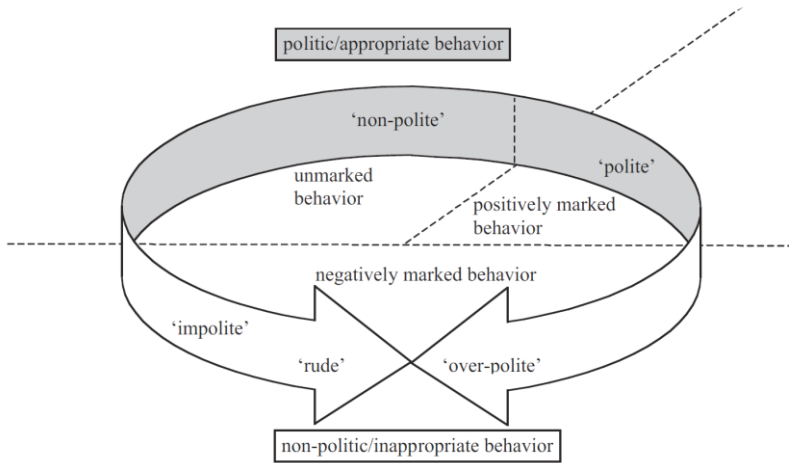 politic/appropriate behavior
‘non-polite’
‘polite’
unmarked
behavior
positively marked
behavior
negatively marked behavior
‘impolite’
‘rude’
‘over-polite’
non-politic/inappropriate behavior